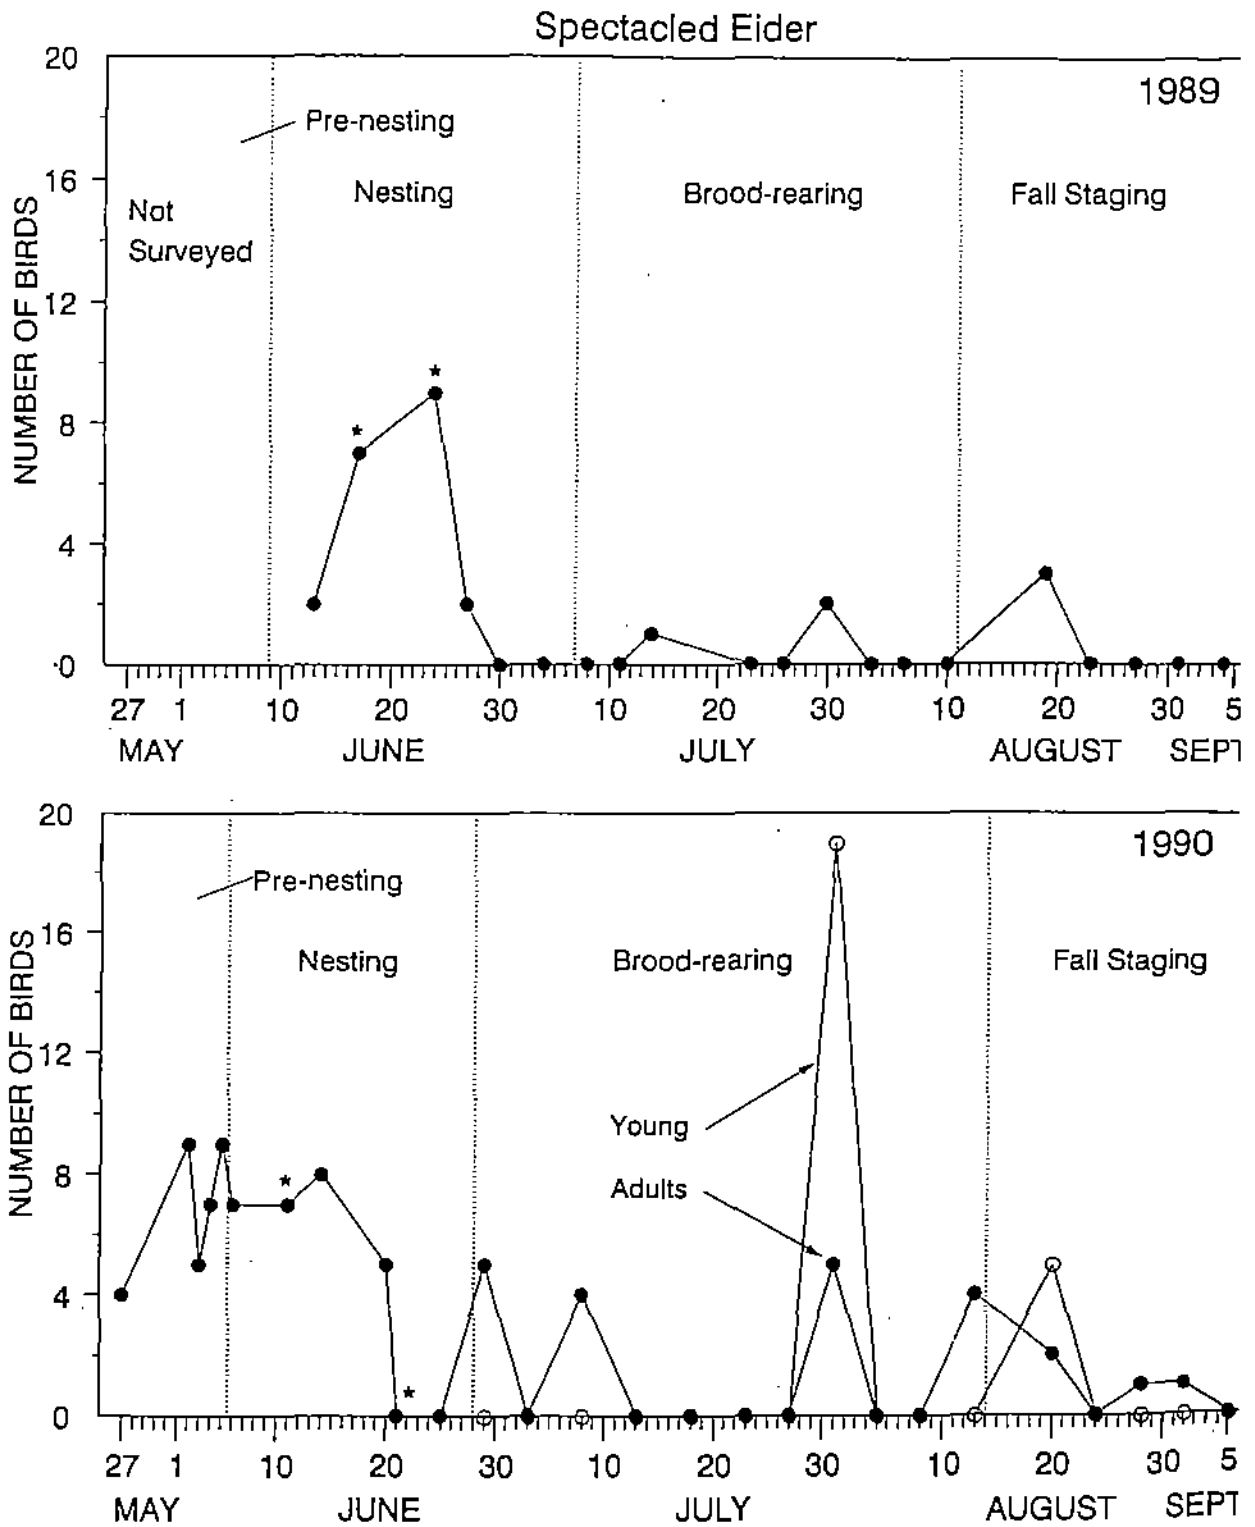 Spectacled Eider
1989
20
16
12
8
4
0
NUMBER OF BIRDS
Pre-nesting
Not
Surveyed
Nesting
Brood-rearing
Fall Staging
27 1 10 20 30 10 20 30 10 20 30 5
MAY JUNE JULY AUGUST SEPT
1990
20
16
12
8
4
0
NUMBER OF BIRDS
Pre-nesting
Nesting
Brood-rearing
Fall Staging
Young
Adults
27 1 10 20 30 10 20 30 10 20 30 5
MAY JUNE JULY AUGUST SEPT